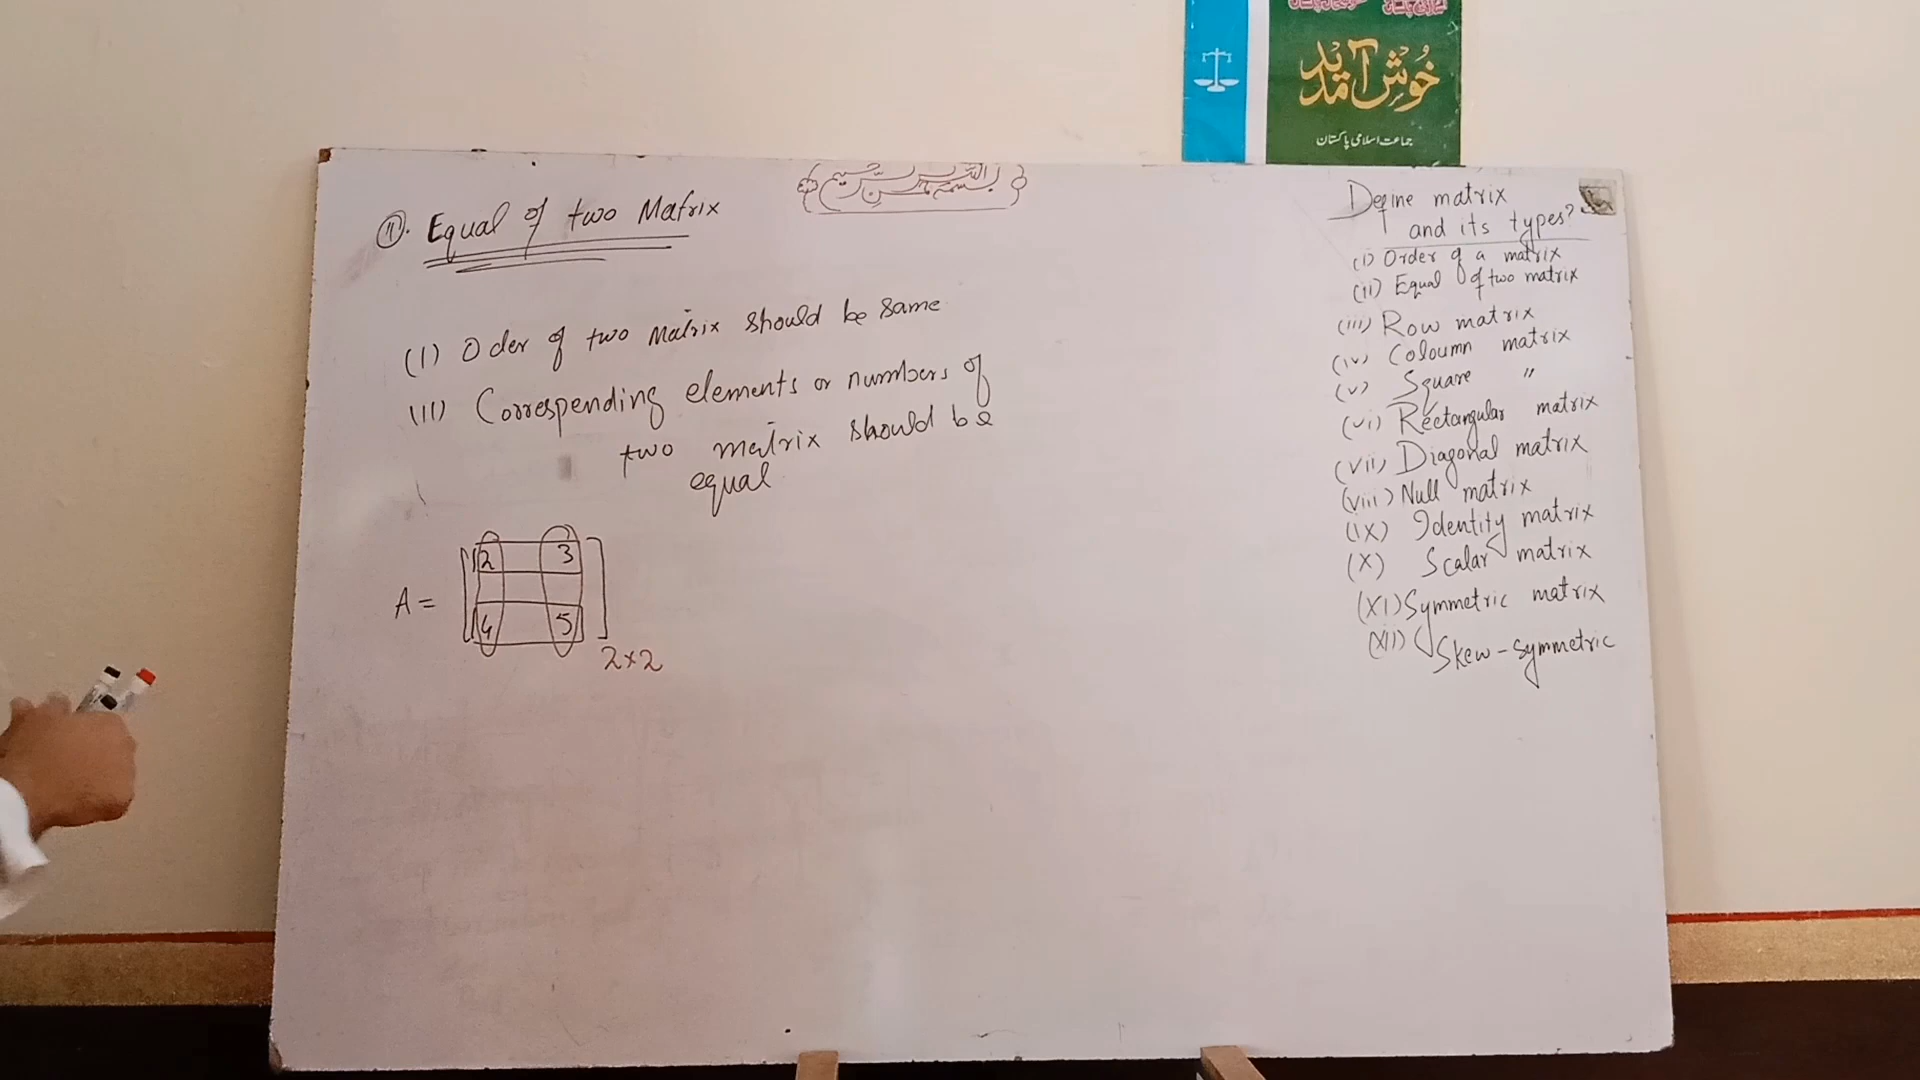 خوش آمدید
جماعت اسلامی پاکستان
(II). Equal of two Matrix
(I) Oder of two Matrix should be same
(II) Corresponding elements or numbers of
two matrix should be
equal
A = [2 3
4 5] 2×2
Define matrix
and its types?
(i) Order of a matrix
(ii) Equal of two matrix
(iii) Row matrix
(iv) Coloumn matrix
(v) Square "
(vi) Rectangular matrix
(vii) Diagonal matrix
(viii) Null matrix
(IX) Identity matrix
(X) Scalar matrix
(XI) Symmetric matrix
(XII) Skew-symmetric